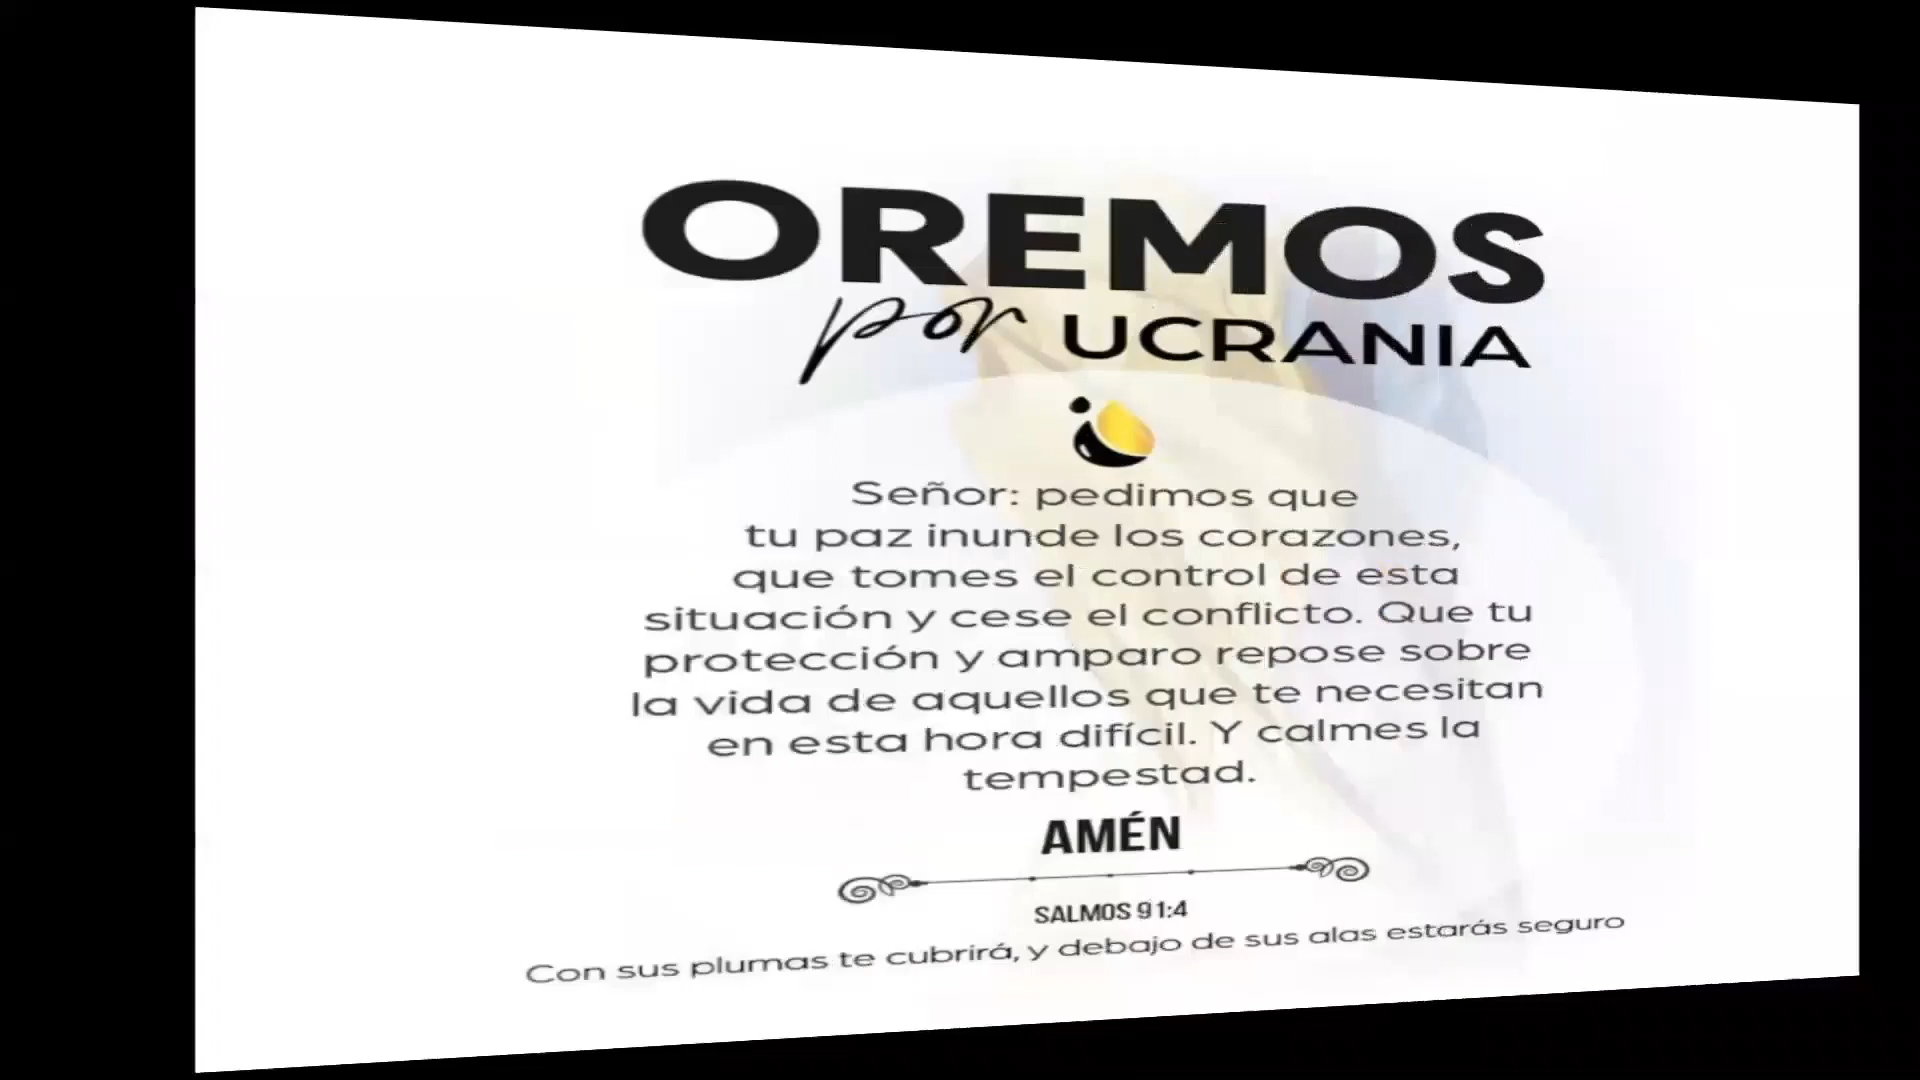 OREMOS
por UCRANIA
Señor: pedimos que
tu paz inunde los corazones,
que tomes el control de esta
situación y cese el conflicto. Que tu
protección y amparo repose sobre
la vida de aquellos que te necesitan
en esta hora difícil. Y calmes la
tempestad.
AMÉN
SALMOS 91:4
Con sus plumas te cubrirá, y debajo de sus alas estarás seguro